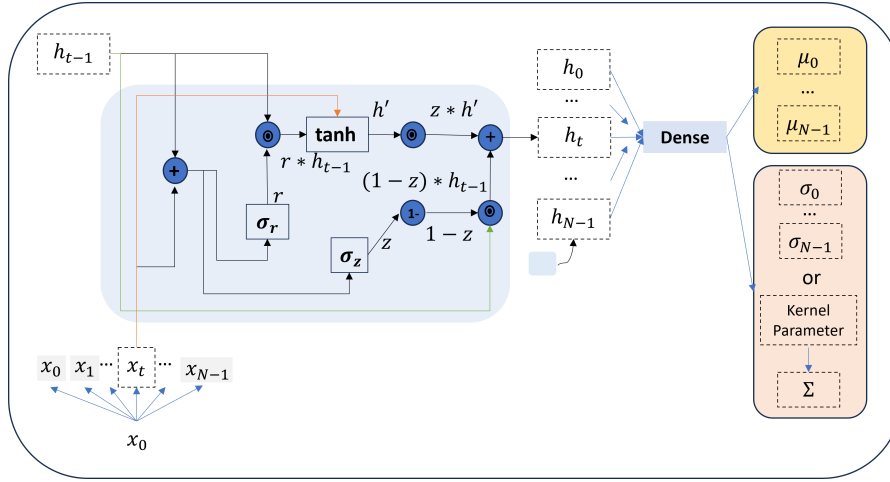 h_{t-1}
h'
z * h'
tanh
r * h_{t-1}
+
+
(1 − z) * h_{t-1}
r
σ_r
1-
z
1 − z
σ_z
x_0
x_1
...
x_t
...
x_{N-1}
x_0
h_0
...
h_t
...
h_{N-1}
Dense
μ_0
...
μ_{N-1}
σ_0
...
σ_{N-1}
or
Kernel
Parameter
Σ